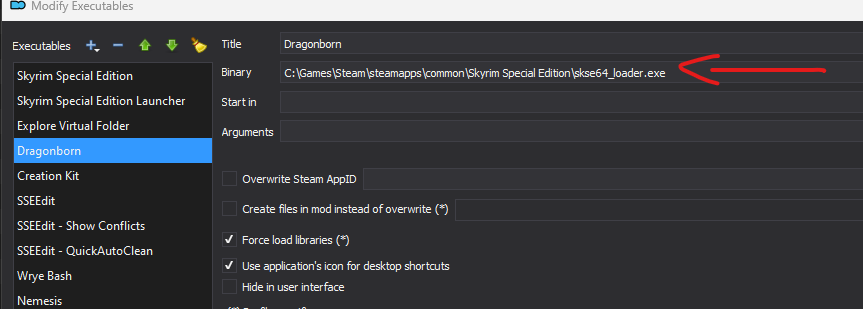 Modify Executables
Executables
Title Dragonborn
Binary C:\Games\Steam\steamapps\common\Skyrim Special Edition\skse64_loader.exe
Start in
Arguments
Skyrim Special Edition
Skyrim Special Edition Launcher
Explore Virtual Folder
Dragonborn
Creation Kit
SSEEdit
SSEEdit - Show Conflicts
SSEEdit - QuickAutoClean
Wrye Bash
Nemesis
Overwrite Steam AppID
Create files in mod instead of overwrite (*)
Force load libraries (*)
Use application's icon for desktop shortcuts
Hide in user interface